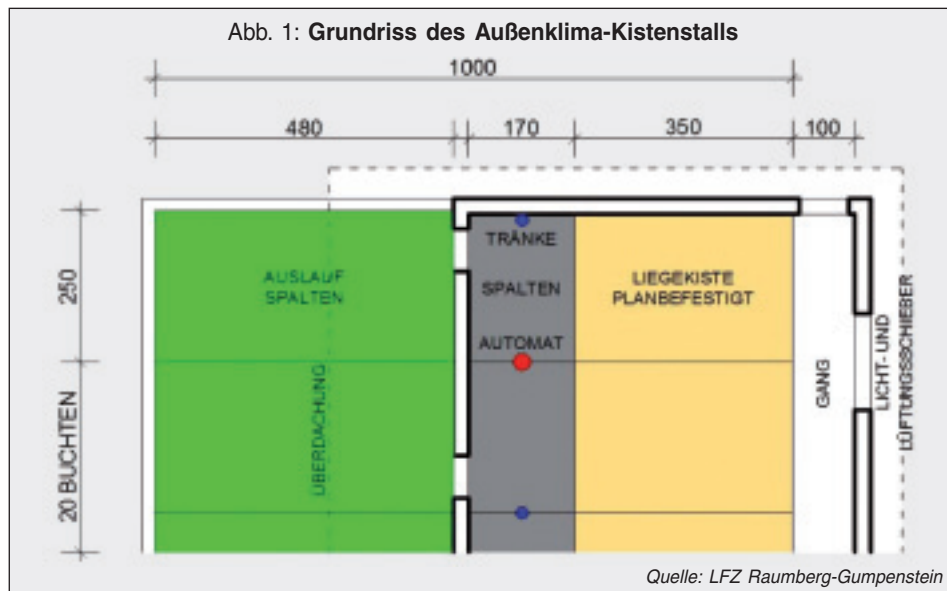 Abb. 1: Grundriss des Außenklima-Kistenstalls
1000
480
170
350
100
250
20 BUCHTEN
AUSLAUF
SPALTEN
ÜBERDACHUNG
TRÄNKE
SPALTEN
AUTOMAT
LIEGEKISTE
PLANBEFESTIGT
GANG
LICHT- UND
LÜFTUNGSSCHIEBER
Quelle: LFZ Raumberg-Gumpenstein